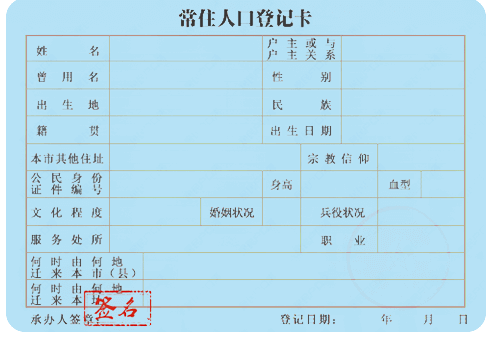 常住人口登记卡
姓 名 户主或与
户主关系
曾用名 性 别
出生地 民 族
籍 贯 出生日期
本市其他住址 宗教信仰
公民身份
证件编号 身高 血型
文化程度 婚姻状况 兵役状况
服务处所 职 业
何时由何地
迁来本市(县)
何时由何地
迁来本址
承办人签章: 签名 登记日期: 年 月 日